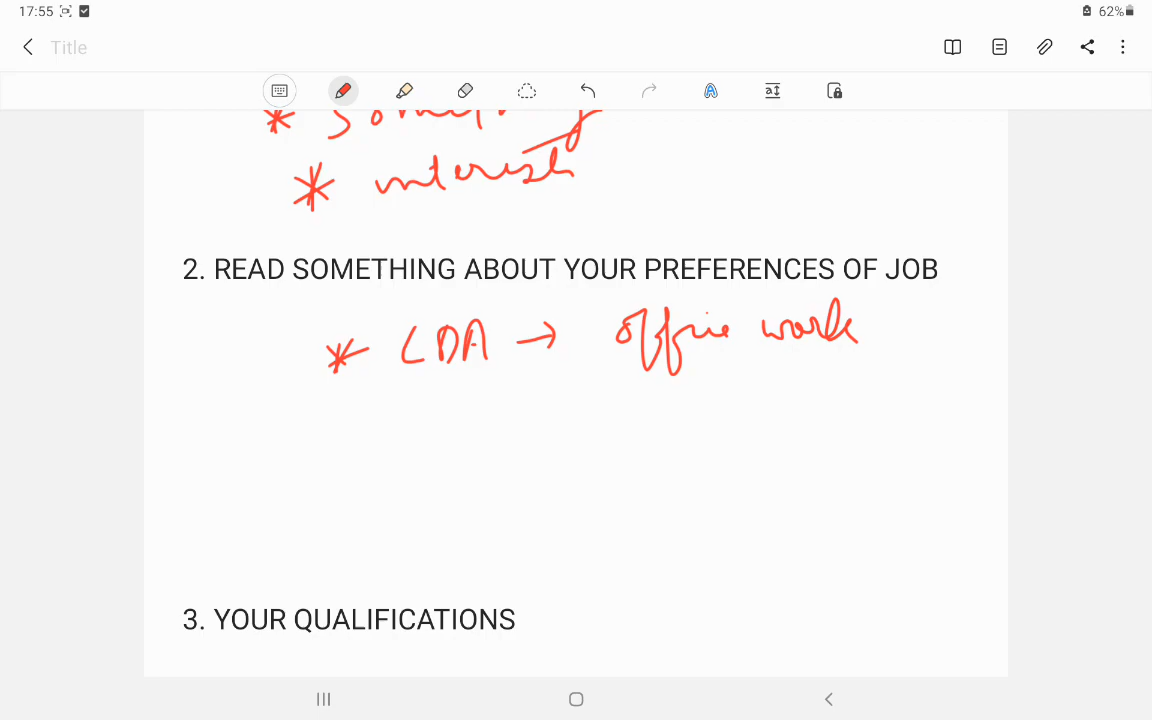 17:55 62%
Title
* interest
2. READ SOMETHING ABOUT YOUR PREFERENCES OF JOB
* LDA → office work
3. YOUR QUALIFICATIONS